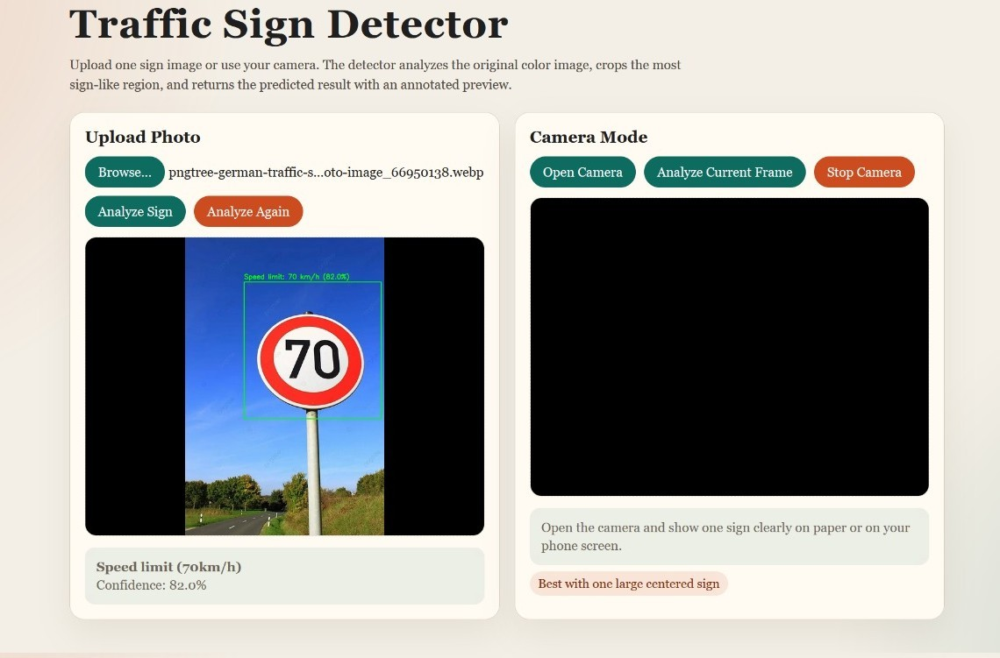 Traffic Sign Detector
Upload one sign image or use your camera. The detector analyzes the original color image, crops the most
sign-like region, and returns the predicted result with an annotated preview.
Upload Photo
Browse... pngtree-german-traffic-s...oto-image_66950138.webp
Analyze Sign Analyze Again
Speed limit: 70 km/h (82.0%)
70
Speed limit (70km/h)
Confidence: 82.0%
Camera Mode
Open Camera Analyze Current Frame Stop Camera
Open the camera and show one sign clearly on paper or on your
phone screen.
Best with one large centered sign